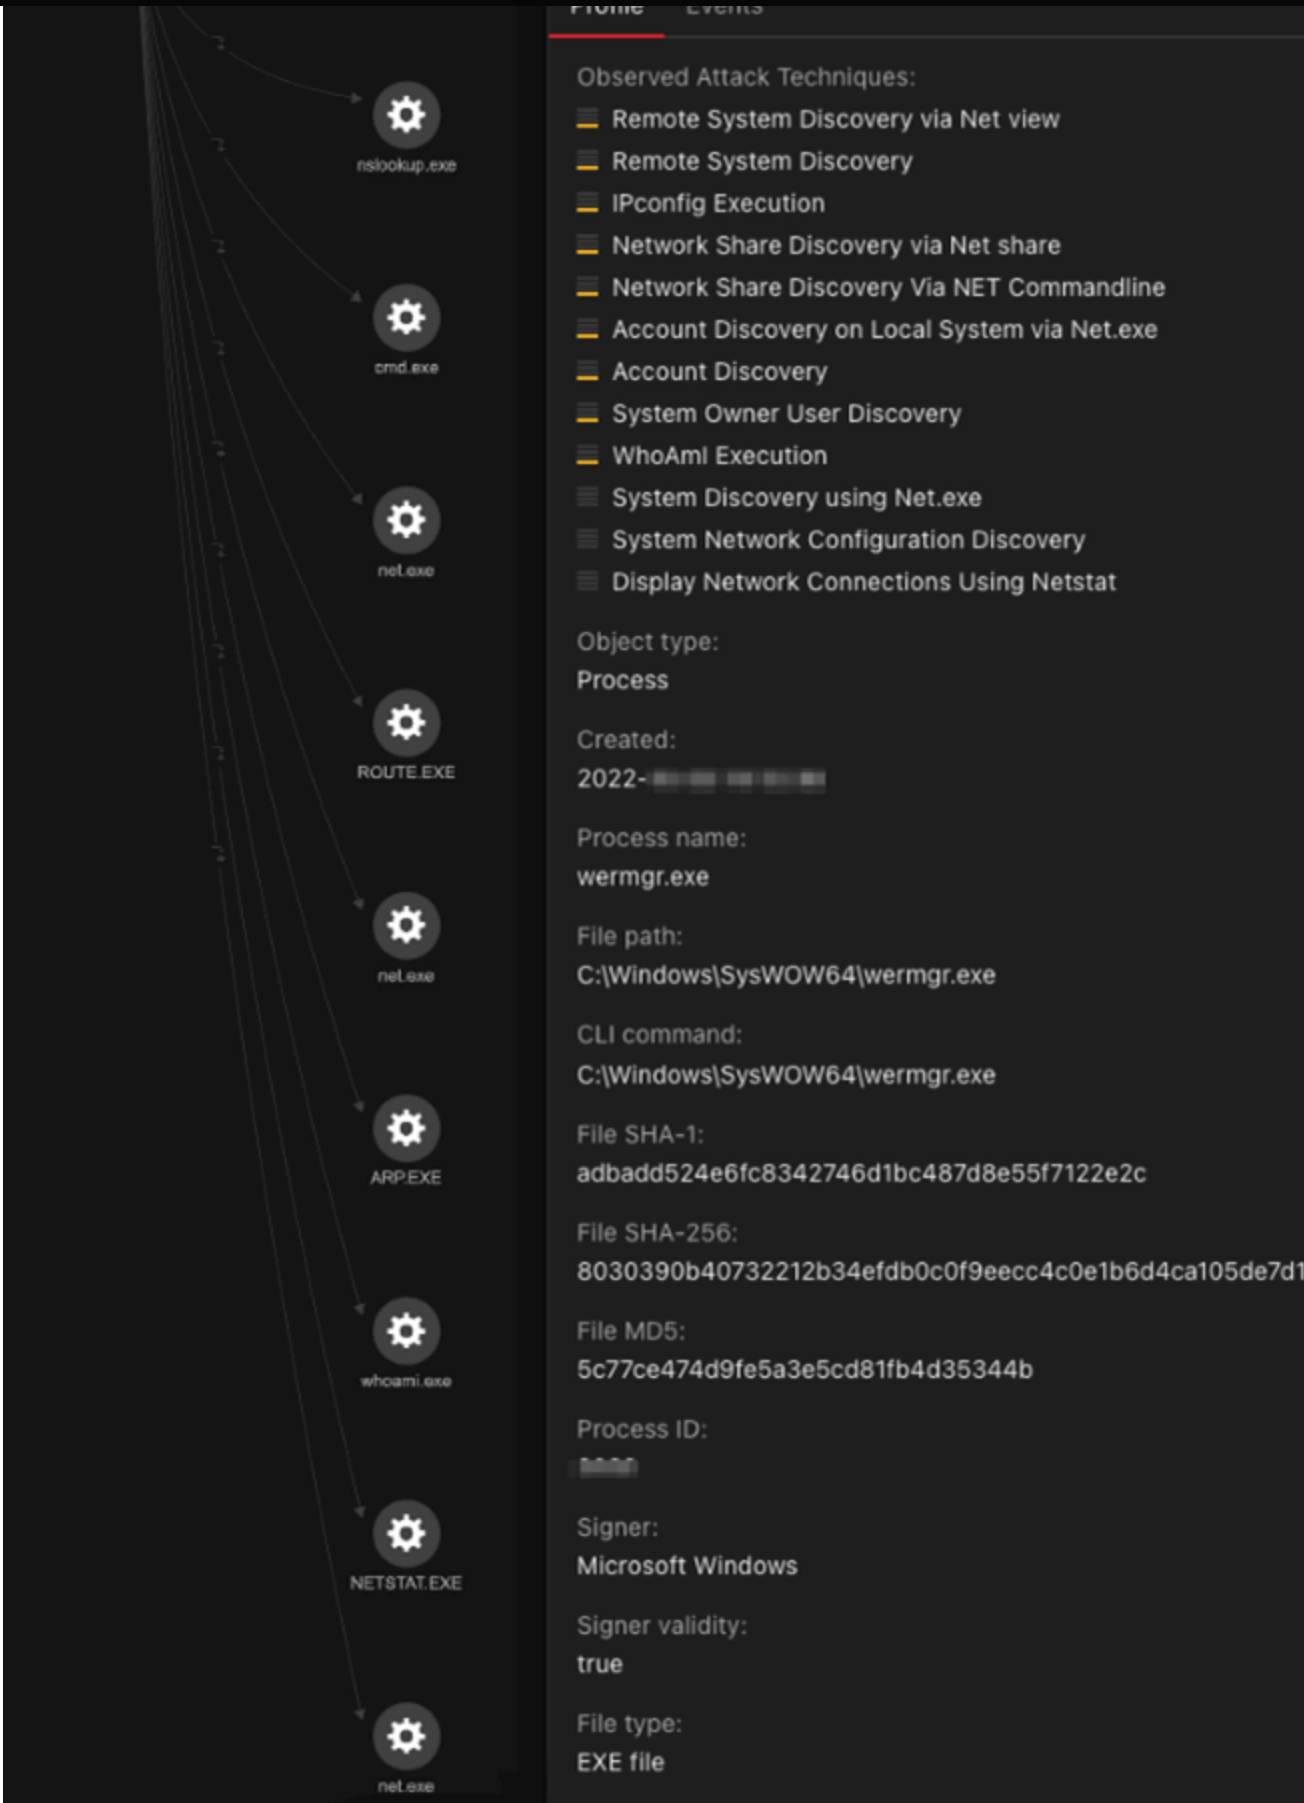 Profile Events
nslookup.exe
cmd.exe
net.exe
ROUTE.EXE
net.exe
ARP.EXE
whoami.exe
NETSTAT.EXE
net.exe
Observed Attack Techniques:
Remote System Discovery via Net view
Remote System Discovery
IPconfig Execution
Network Share Discovery via Net share
Network Share Discovery Via NET Commandline
Account Discovery on Local System via Net.exe
Account Discovery
System Owner User Discovery
WhoAmI Execution
System Discovery using Net.exe
System Network Configuration Discovery
Display Network Connections Using Netstat
Object type:
Process
Created:
2022-
Process name:
wermgr.exe
File path:
C:\Windows\SysWOW64\wermgr.exe
CLI command:
C:\Windows\SysWOW64\wermgr.exe
File SHA-1:
adbadd524e6fc8342746d1bc487d8e55f7122e2c
File SHA-256:
8030390b40732212b34efdb0c0f9eecc4c0e1b6d4ca105de7d1
File MD5:
5c77ce474d9fe5a3e5cd81fb4d35344b
Process ID:
Signer:
Microsoft Windows
Signer validity:
true
File type:
EXE file